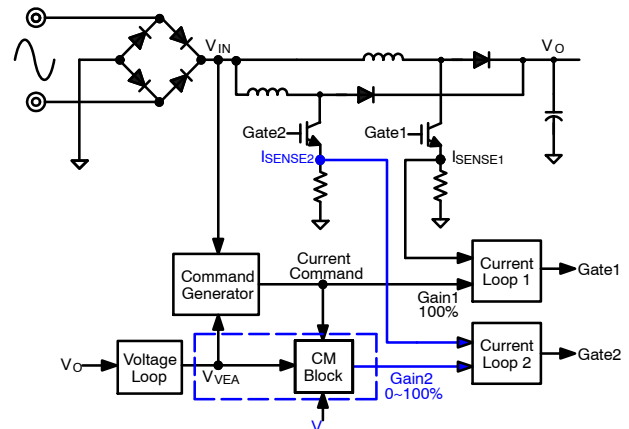 VIN
VO
Gate2
Gate1
ISENSE2
ISENSE1
Command
Generator
Current
Command
Current
Loop 1
Gate1
Gain1
100%
Current
Loop 2
Gate2
VO
Voltage
Loop
VVEA
CM
Block
Gain2
0~100%